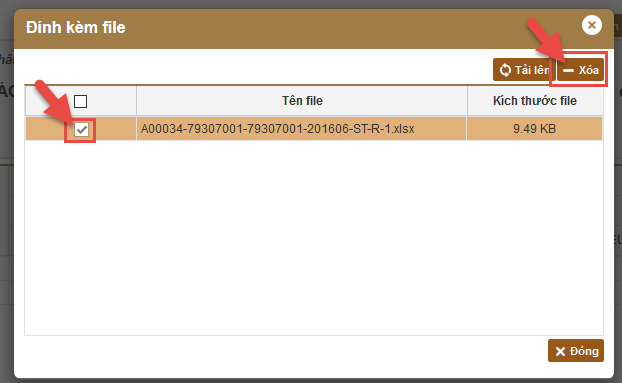 Đính kèm file
Tải lên
Xóa
Tên file
Kích thước file
A00034-79307001-79307001-201606-ST-R-1.xlsx
9.49 KB
Đóng